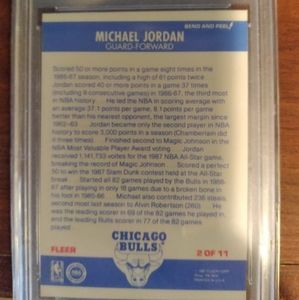 BEND AND PEEL
MICHAEL JORDAN
GUARD-FORWARD
Scored 50 or more points in a game eight times in the
1986-87 season, including a high of 61 points twice
Jordan scored 40 or more points in a game 37 times
(including 9 consecutive games) in 1986-87, the third most
in NBA history He led the NBA in scoring average with
an average of 37.1 points per game, 8.1 points per game
better than his nearest opponent, the largest margin since
1962-63 Jordan became only the second player in NBA
history to score 3,000 points in a season (Chamberlain did
it three times) Finished second to Magic Johnson in the
NBA Most Valuable Player Award voting Jordan
received 1,141,733 votes for the 1987 NBA All-Star game,
breaking the record of Magic Johnson Scored a perfect
50 to win the 1987 Slam Dunk contest held at the All-Star
break Started all 82 games played by the Bulls in 1986-
87 after playing in only 18 games due to a broken bone in
his foot in 1985-86 Michael also contributed 236 steals
second most last season to Alvin Robertson (260) He
was the leading scorer in 69 of the 82 games he played in,
and the leading Bulls scorer in 77 of the 82 games
played.
FLEER
CHICAGO
BULLS
2 OF 11